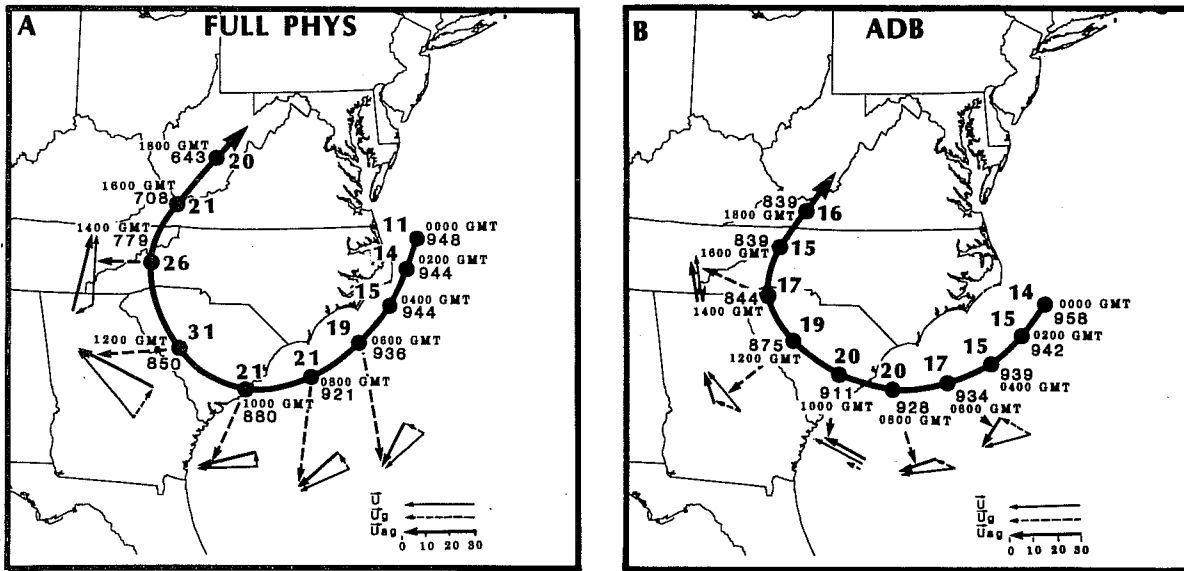 A
FULL PHYS
1800 GMT
643
20
1600 GMT
708
21
1400 GMT
779
26
11
0000 GMT
948
14
0200 GMT
944
15
0400 GMT
944
19
0600 GMT
936
21
0800 GMT
921
21
1000 GMT
880
31
1200 GMT
850
U
Ug
Uag
0 10 20 30
B
ADB
839
1800 GMT
16
839
1600 GMT
15
844
1400 GMT
17
19
875
1200 GMT
20
911
1000 GMT
20
928
0800 GMT
17
934
0600 GMT
15
939
0400 GMT
15
0200 GMT
942
14
0000 GMT
958
U
Ug
Uag
0 10 20 30